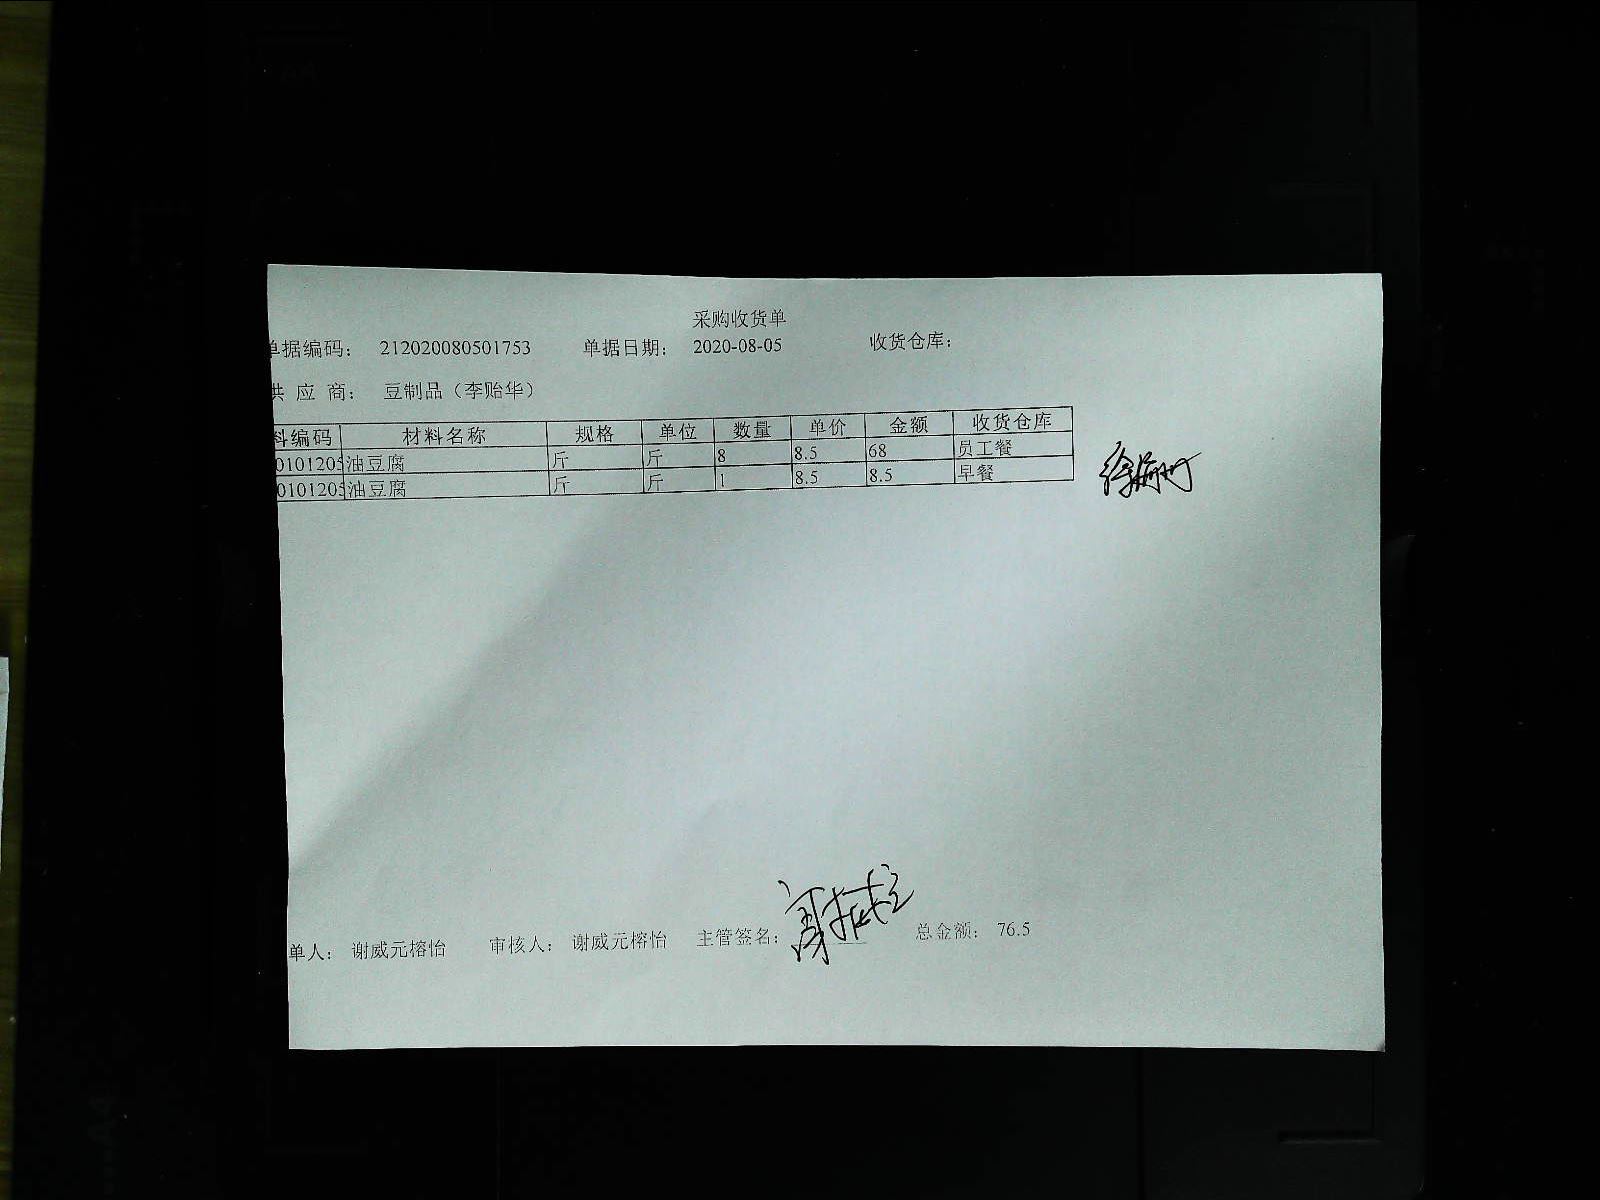 采购收货单
单据编码： 212020080501753 单据日期： 2020-08-05 收货仓库：
供 应 商： 豆制品（李贻华）
料编码 材料名称 规格 单位 数量 单价 金额 收货仓库
0101205 油豆腐 斤 斤 8 8.5 68 员工餐
0101205 油豆腐 斤 斤 1 8.5 8.5 早餐
单人： 谢威元榕怡 审核人： 谢威元榕怡 主管签名： 总金额： 76.5